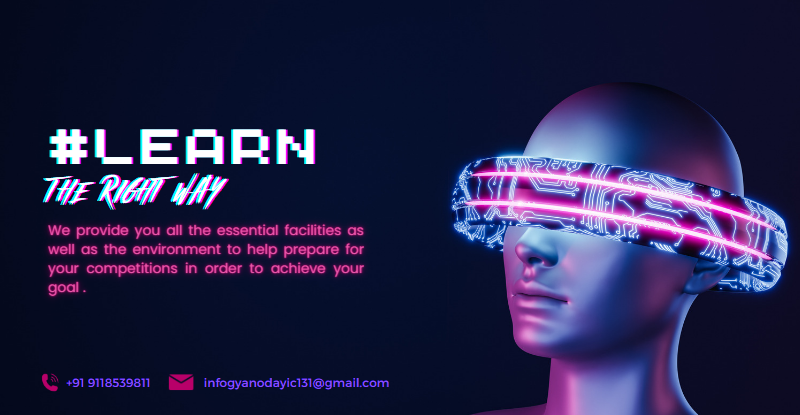 #LEARN
THE RIGHT WAY
We provide you all the essential facilities as
well as the environment to help prepare for
your competitions in order to achieve your
goal .
+91 9118539811 infogyanodayic131@gmail.com